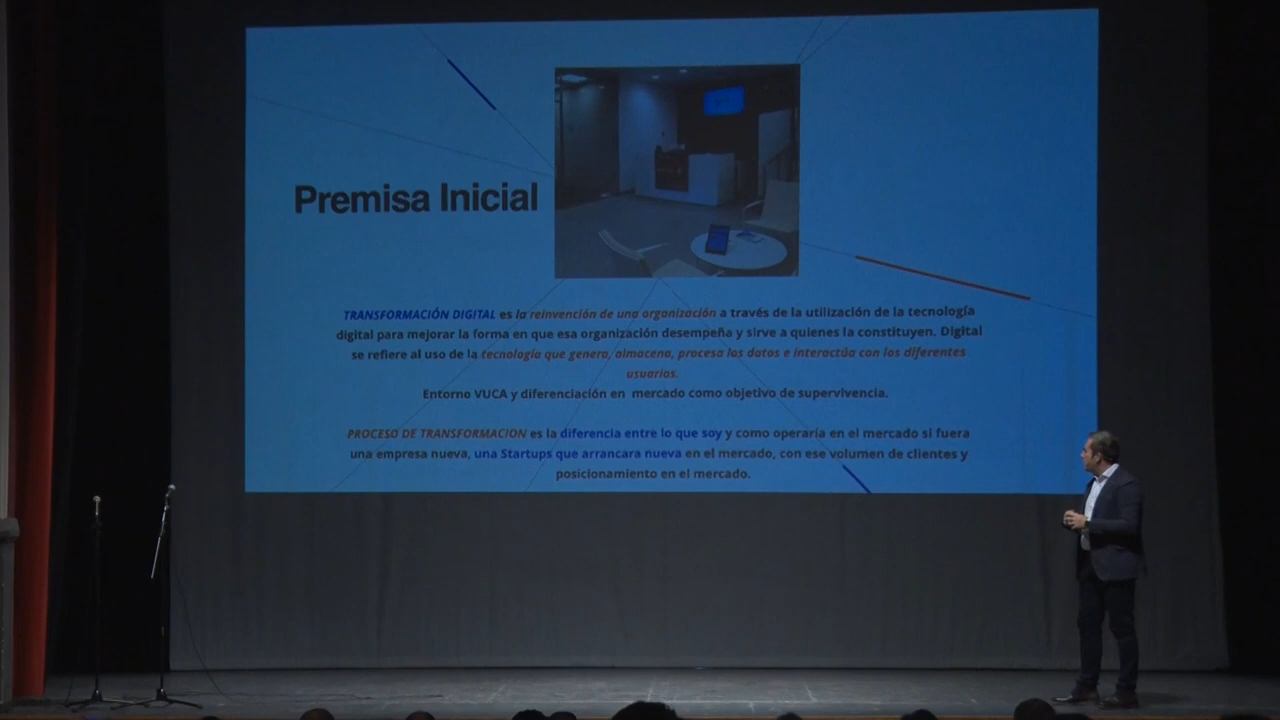 Premisa Inicial
TRANSFORMACIÓN DIGITAL es la reinvención de una organización a través de la utilización de la tecnología
digital para mejorar la forma en que esa organización desempeña y sirve a quienes la constituyen. Digital
se refiere al uso de la tecnología que genera, almacena, procesa los datos e interactúa con los diferentes
usuarios.
Entorno VUCA y diferenciación en mercado como objetivo de supervivencia.
PROCESO DE TRANSFORMACION es la diferencia entre lo que soy y como operaría en el mercado si fuera
una empresa nueva, una Startups que arrancara nueva en el mercado, con ese volumen de clientes y
posicionamiento en el mercado.